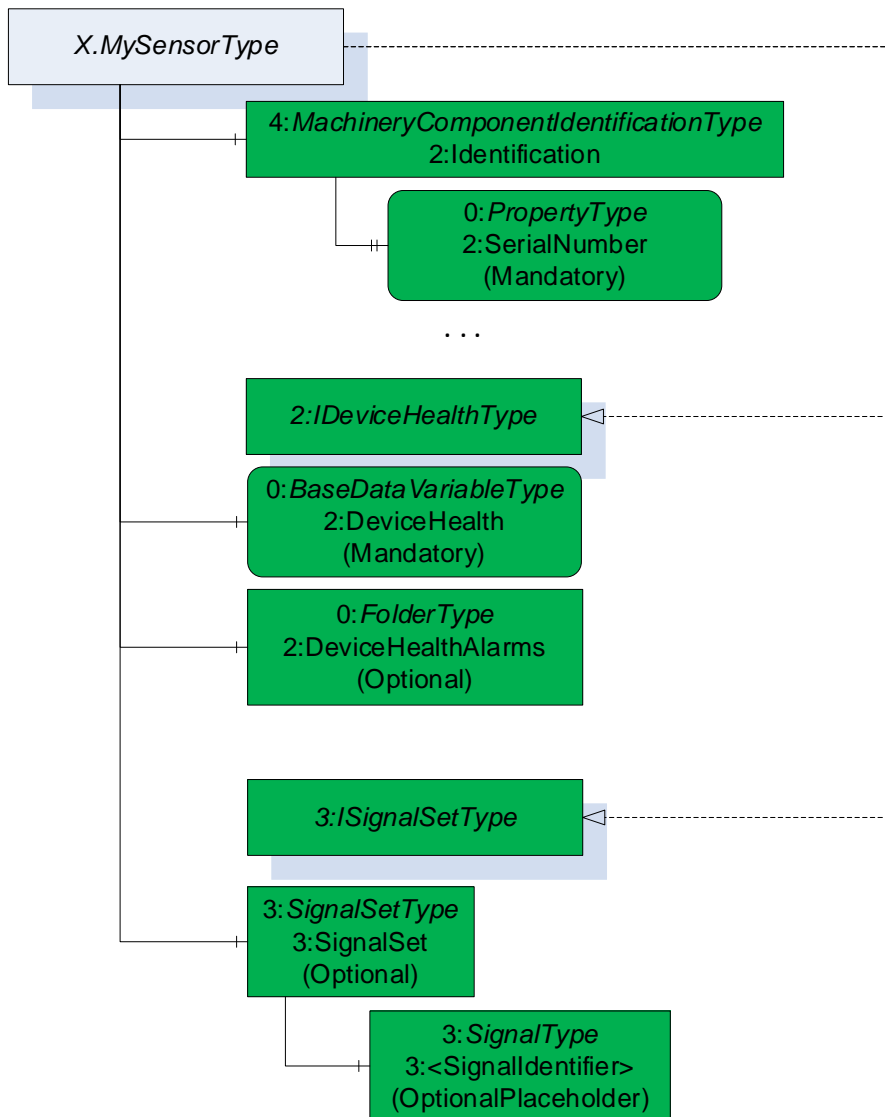 X.MySensorType
4:MachineryComponentIdentificationType
2:Identification
0:PropertyType
2:SerialNumber
(Mandatory)
. . .
2:IDeviceHealthType
0:BaseDataVariableType
2:DeviceHealth
(Mandatory)
0:FolderType
2:DeviceHealthAlarms
(Optional)
3:ISignalSetType
3:SignalSetType
3:SignalSet
(Optional)
3:SignalType
3:<SignalIdentifier>
(OptionalPlaceholder)